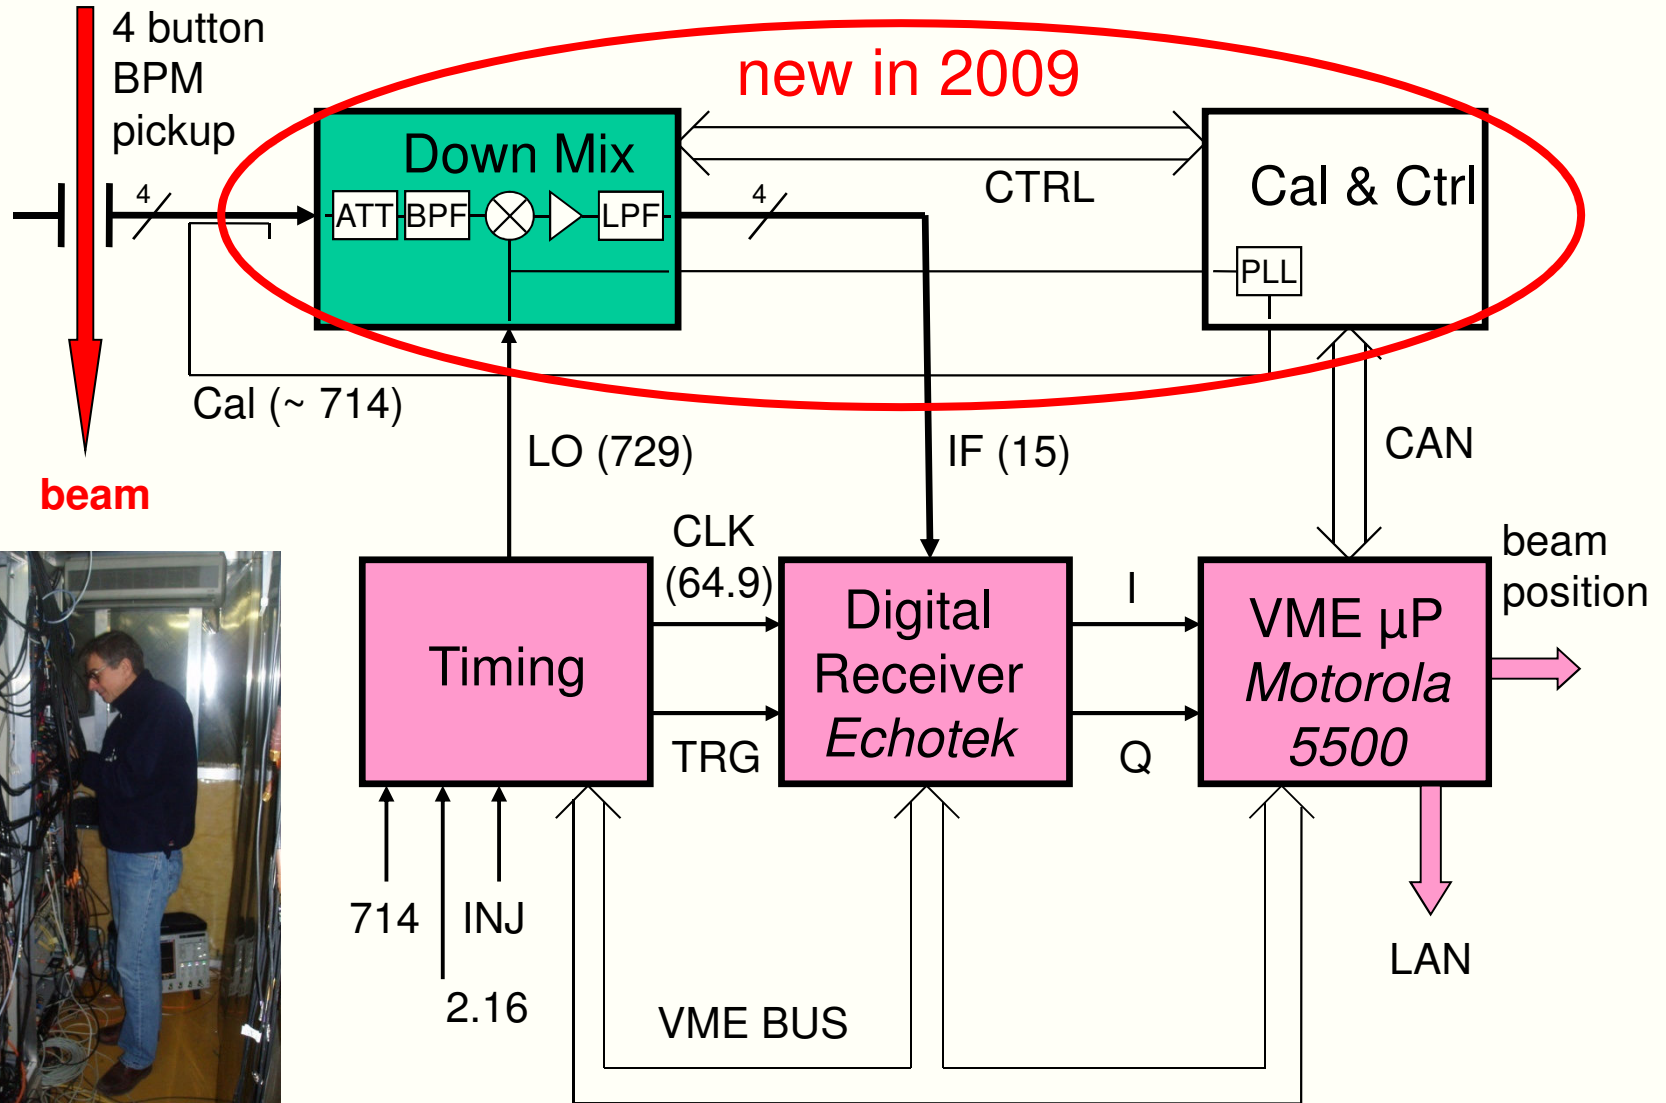 4 button
BPM
pickup
new in 2009
4
Down Mix
ATT
BPF
LPF
4
CTRL
Cal & Ctrl
PLL
Cal (~ 714)
LO (729)
IF (15)
CAN
beam
CLK
(64.9)
TRG
Timing
Digital
Receiver
Echotek
I
Q
VME µP
Motorola
5500
beam
position
714
INJ
2.16
VME BUS
LAN